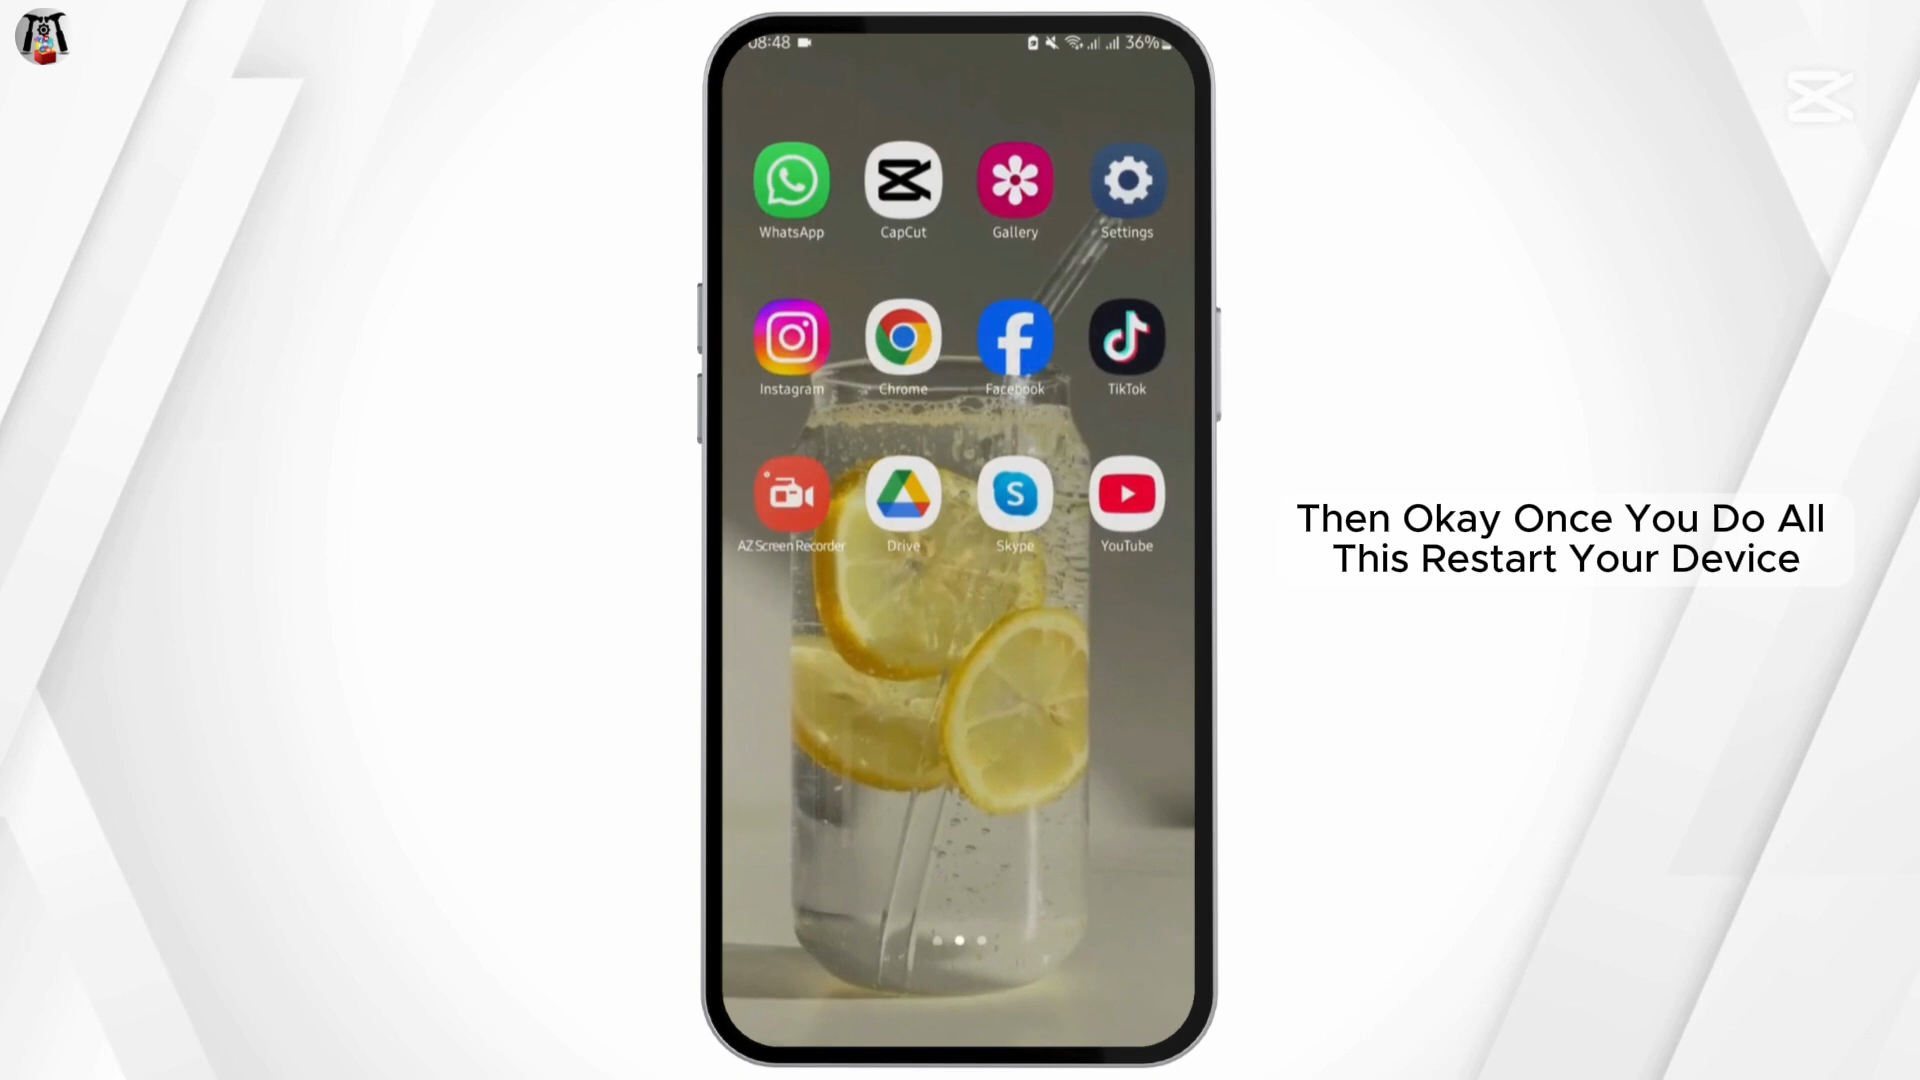 08:48
36%
WhatsApp
CapCut
Gallery
Settings
Instagram
Chrome
Facebook
TikTok
AZ Screen Recorder
Drive
Skype
YouTube
Then Okay Once You Do All
This Restart Your Device